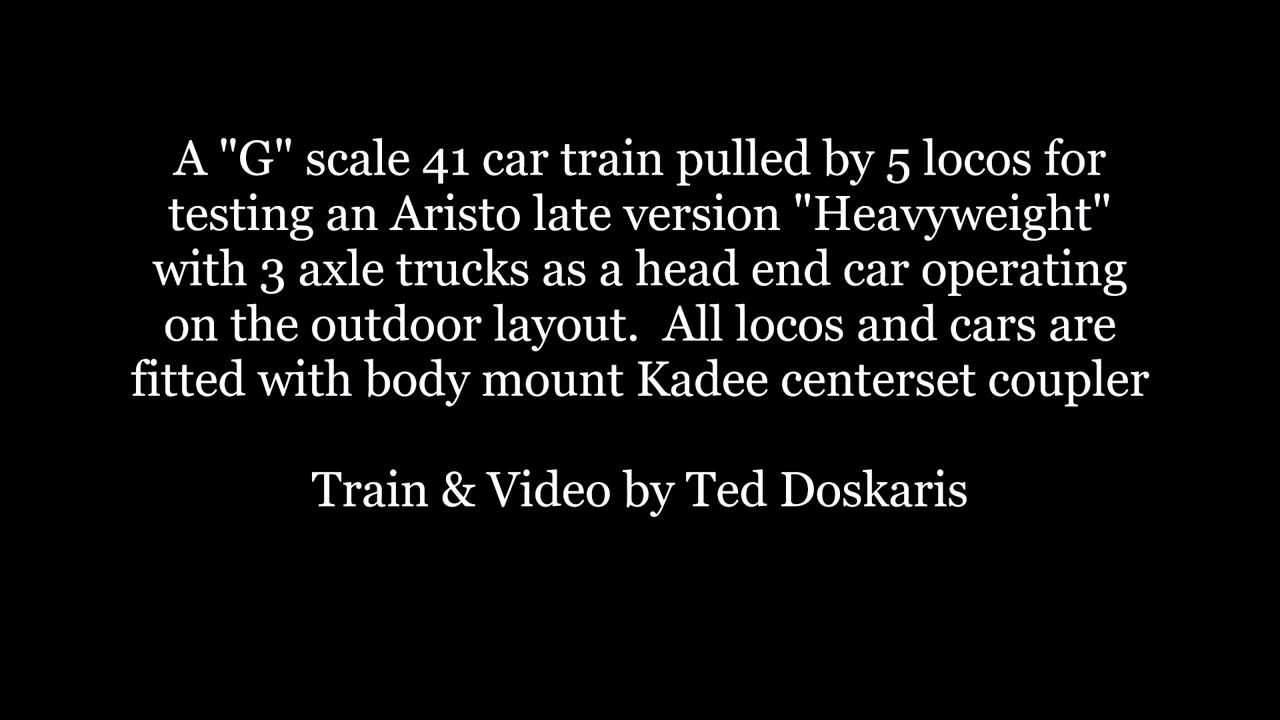 A "G" scale 41 car train pulled by 5 locos for
testing an Aristo late version "Heavyweight"
with 3 axle trucks as a head end car operating
on the outdoor layout.  All locos and cars are
fitted with body mount Kadee centerset coupler
Train & Video by Ted Doskaris